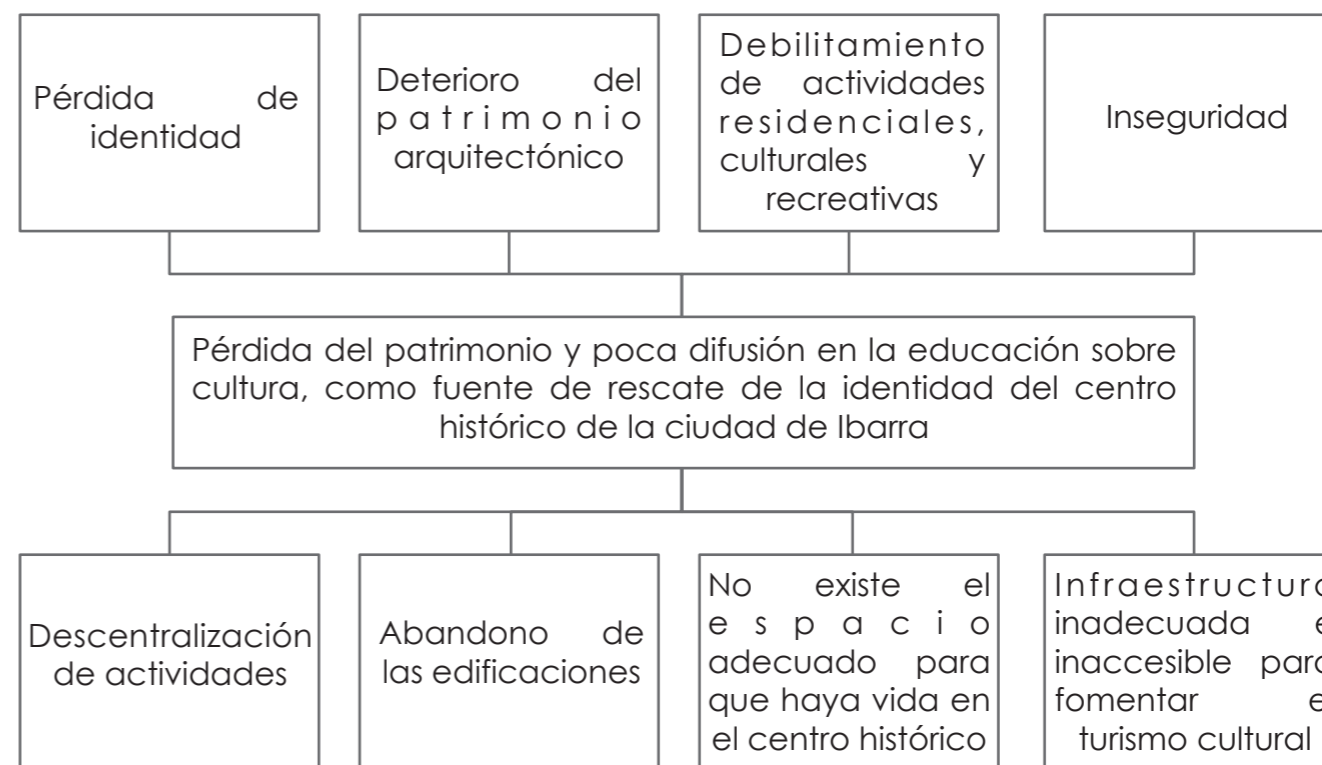 Pérdida de
identidad
Deterioro del
patrimonio
arquitectónico
Debilitamiento
de actividades
residenciales,
culturales y
recreativas
Inseguridad
Pérdida del patrimonio y poca difusión en la educación sobre
cultura, como fuente de rescate de la identidad del centro
histórico de la ciudad de Ibarra
Descentralización
de actividades
Abandono de
las edificaciones
No existe el
espacio
adecuado para
que haya vida en
el centro histórico
Infraestructura
inadecuada e
inaccesible para
fomentar
turismo cultural